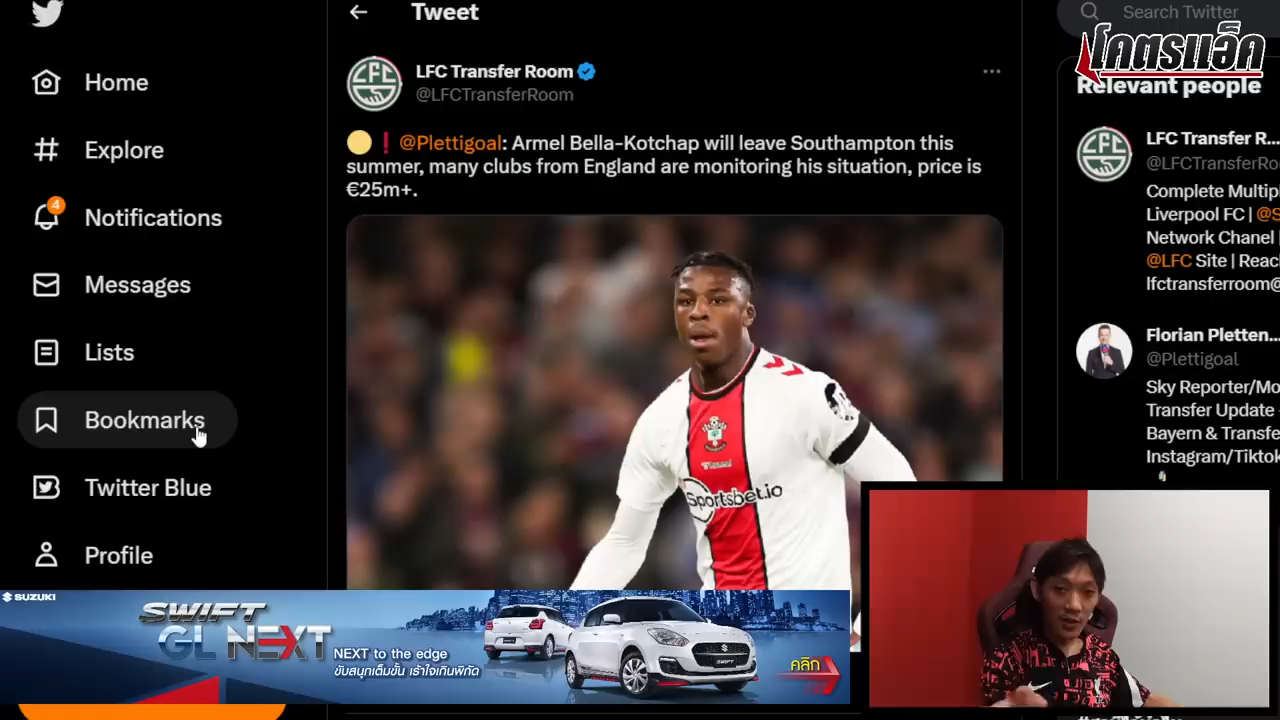 Tweet
Search Twitter
โคตรแอ็ก
Home
Explore
4
Notifications
Messages
Lists
Bookmarks
Twitter Blue
Profile
LFC Transfer Room
@LFCTransferRoom
@Plettigoal: Armel Bella-Kotchap will leave Southampton this
summer, many clubs from England are monitoring his situation, price is
€25m+.
Sportsbet.io
Relevant people
LFC Transfer R...
@LFCTransferRo
Complete Multip
Liverpool FC | @S
Network Chanel
@LFC Site | Reac
lfctransferroom@
Florian Pletten...
@Plettigoal
Sky Reporter/Mo
Transfer Update
Bayern & Transfe
Instagram/Tiktok
SUZUKI
SWIFT
GL NEXT
NEXT to the edge
ขับสนุกเต็มขั้น เร้าใจเกินพิกัด
SWIFT
คลิก